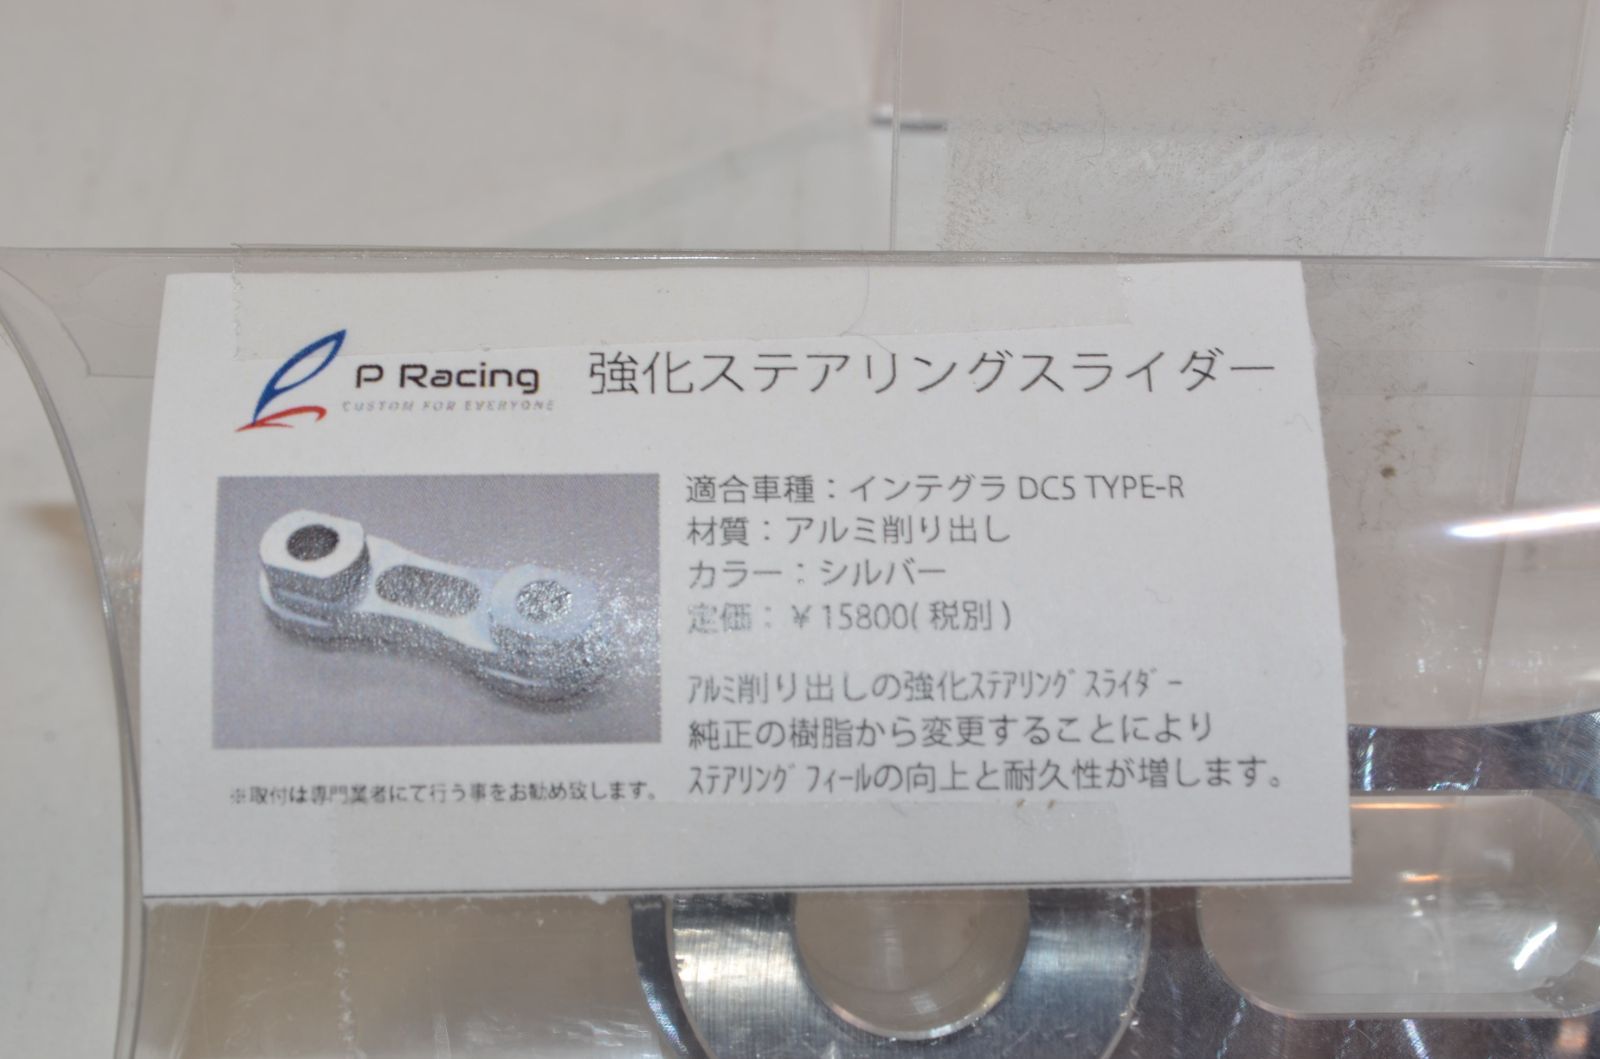 P Racing
CUSTOM FOR EVERYONE
強化ステアリングスライダー
適合車種：インテグラ DC5 TYPE-R
材質：アルミ削り出し
カラー：シルバー
定価：￥15800( 税別 )
ｱﾙﾐ削り出しの強化ｽﾃｱﾘﾝｸﾞｽﾗｲﾀﾞｰ
純正の樹脂から変更することにより
ｽﾃｱﾘﾝｸﾞﾌｨｰﾙの向上と耐久性が増します。
※取付は専門業者にて行う事をお勧め致します。